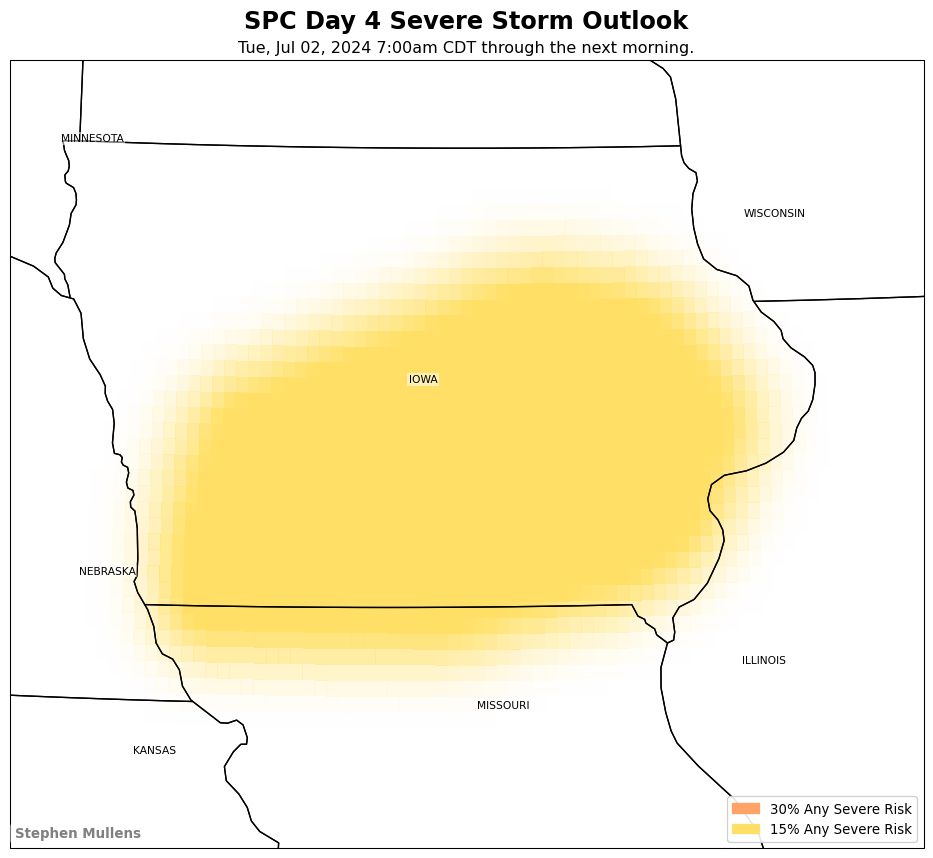 SPC Day 4 Severe Storm Outlook
Tue, Jul 02, 2024 7:00am CDT through the next morning.
MINNESOTA
WISCONSIN
IOWA
NEBRASKA
ILLINOIS
MISSOURI
KANSAS
30% Any Severe Risk
15% Any Severe Risk
Stephen Mullens